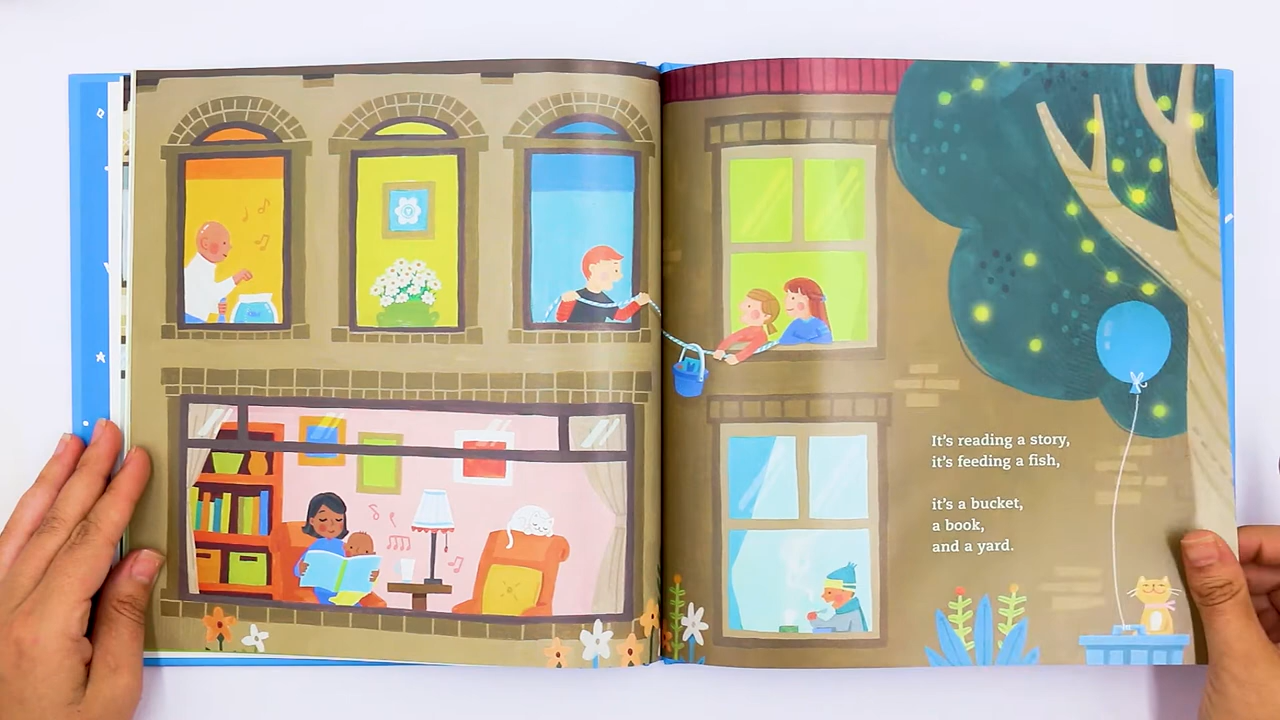 It's reading a story,
it's feeding a fish,
it's a bucket,
a book,
and a yard.